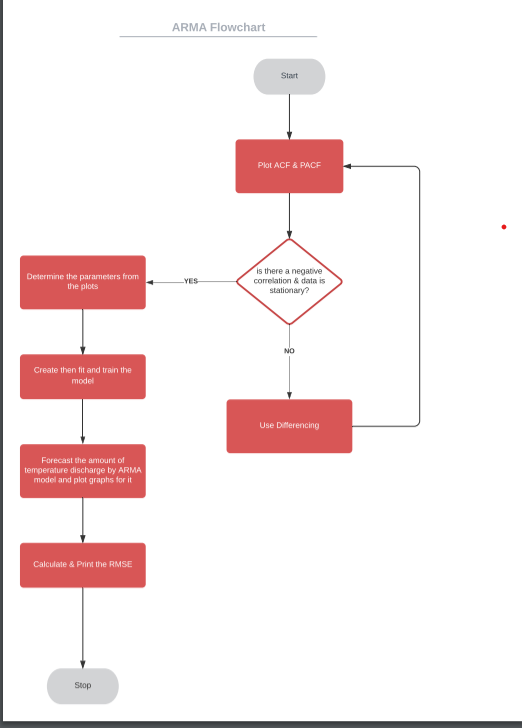 ARMA Flowchart
Start
Plot ACF & PACF
is there a negative
correlation & data is
stationary?
YES
NO
Determine the parameters from
the plots
Create then fit and train the
model
Use Differencing
Forecast the amount of
temperature discharge by ARMA
model and plot graphs for it
Calculate & Print the RMSE
Stop